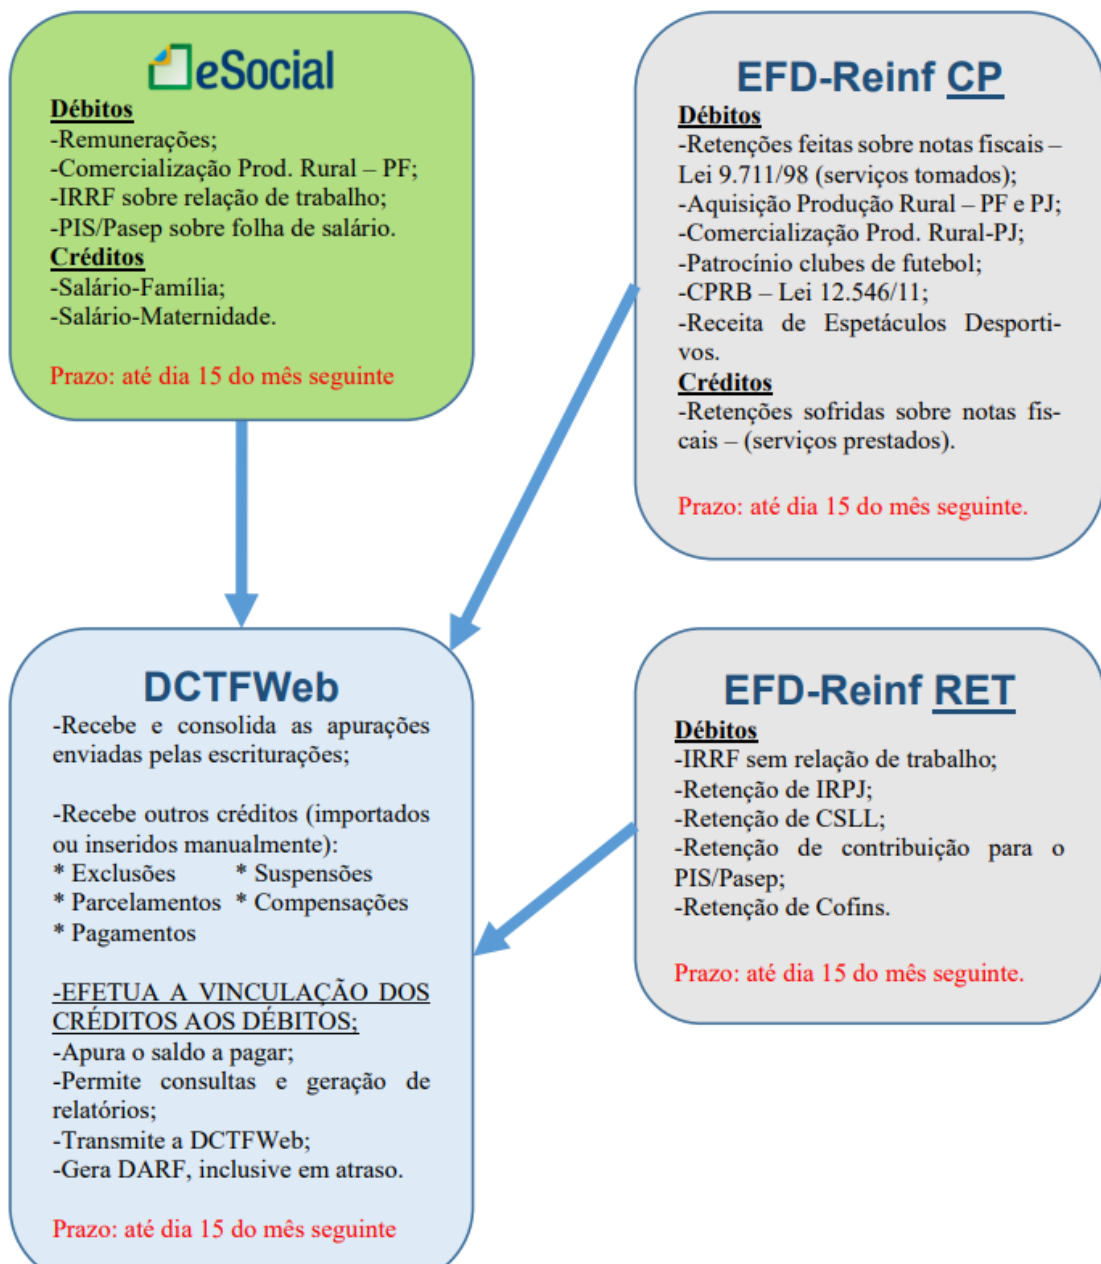 eSocial
Débitos
-Remunerações;
-Comercialização Prod. Rural – PF;
-IRRF sobre relação de trabalho;
-PIS/Pasep sobre folha de salário.
Créditos
-Salário-Família;
-Salário-Maternidade.
Prazo: até dia 15 do mês seguinte
EFD-Reinf CP
Débitos
-Retenções feitas sobre notas fiscais –
Lei 9.711/98 (serviços tomados);
-Aquisição Produção Rural – PF e PJ;
-Comercialização Prod. Rural-PJ;
-Patrocínio clubes de futebol;
-CPRB – Lei 12.546/11;
-Receita de Espetáculos Desporti-
vos.
Créditos
-Retenções sofridas sobre notas fis-
cais – (serviços prestados).
Prazo: até dia 15 do mês seguinte.
DCTFWeb
-Recebe e consolida as apurações
enviadas pelas escriturações;
-Recebe outros créditos (importados
ou inseridos manualmente):
* Exclusões * Suspensões
* Parcelamentos * Compensações
* Pagamentos
-EFETUA A VINCULAÇÃO DOS
CRÉDITOS AOS DÉBITOS;
-Apura o saldo a pagar;
-Permite consultas e geração de
relatórios;
-Transmite a DCTFWeb;
-Gera DARF, inclusive em atraso.
Prazo: até dia 15 do mês seguinte
EFD-Reinf RET
Débitos
-IRRF sem relação de trabalho;
-Retenção de IRPJ;
-Retenção de CSLL;
-Retenção de contribuição para o
PIS/Pasep;
-Retenção de Cofins.
Prazo: até dia 15 do mês seguinte.